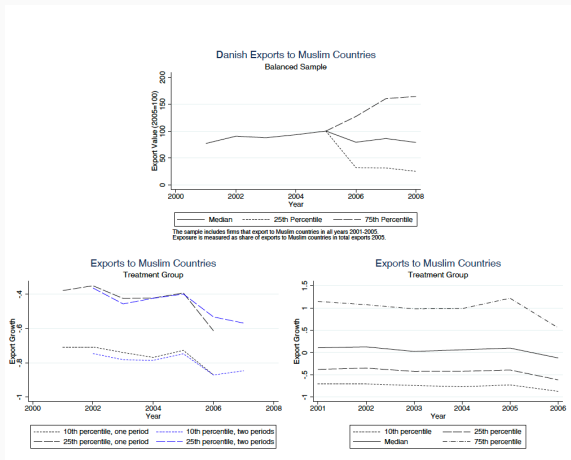 Danish Exports to Muslim Countries
Balanced Sample
Export Value (2005=100)
200
150
100
50
0
2000
2002
2004
2006
2008
Year
Median
25th Percentile
75th Percentile
The sample includes firms that export to Muslim countries in all years 2001-2005.
Exposure is measured as share of exports to Muslim countries in total exports 2005.
Exports to Muslim Countries
Treatment Group
Export Growth
-.4
-.6
-.8
-1
2000
2002
2004
2006
2008
Year
10th percentile, one period
10th percentile, two periods
25th percentile, one period
25th percentile, two periods
Exports to Muslim Countries
Treatment Group
Export Growth
1.5
1
.5
0
-.5
-1
2001
2002
2003
2004
2005
2006
Year
10th percentile
25th percentile
Median
75th percentile